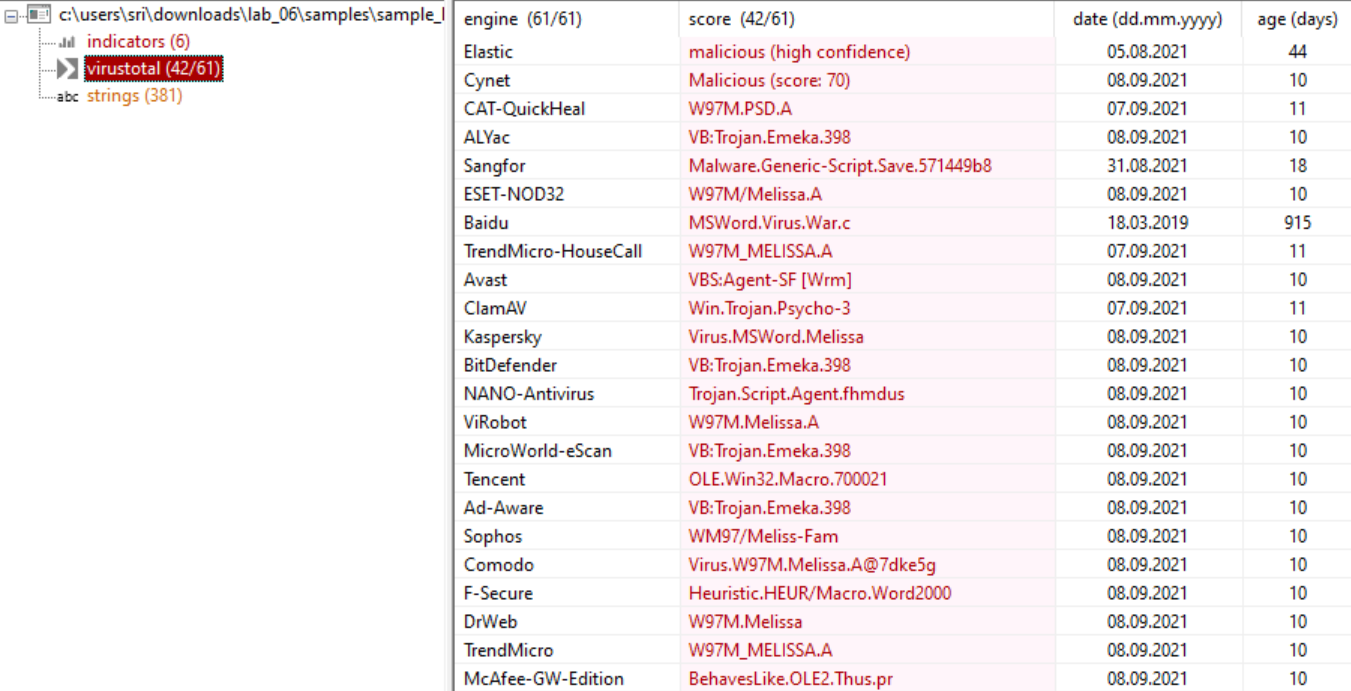 c:\users\sri\downloads\lab_06\samples\sample_
indicators (6)
virustotal (42/61)
abc strings (381)
engine (61/61) score (42/61) date (dd.mm.yyyy) age (days)
Elastic malicious (high confidence) 05.08.2021 44
Cynet Malicious (score: 70) 08.09.2021 10
CAT-QuickHeal W97M.PSD.A 07.09.2021 11
ALYac VB:Trojan.Emeka.398 08.09.2021 10
Sangfor Malware.Generic-Script.Save.571449b8 31.08.2021 18
ESET-NOD32 W97M/Melissa.A 08.09.2021 10
Baidu MSWord.Virus.War.c 18.03.2019 915
TrendMicro-HouseCall W97M_MELISSA.A 07.09.2021 11
Avast VBS:Agent-SF [Wrm] 08.09.2021 10
ClamAV Win.Trojan.Psycho-3 07.09.2021 11
Kaspersky Virus.MSWord.Melissa 08.09.2021 10
BitDefender VB:Trojan.Emeka.398 08.09.2021 10
NANO-Antivirus Trojan.Script.Agent.fhmdus 08.09.2021 10
ViRobot W97M.Melissa.A 08.09.2021 10
MicroWorld-eScan VB:Trojan.Emeka.398 08.09.2021 10
Tencent OLE.Win32.Macro.700021 08.09.2021 10
Ad-Aware VB:Trojan.Emeka.398 08.09.2021 10
Sophos WM97/Meliss-Fam 08.09.2021 10
Comodo Virus.W97M.Melissa.A@7dke5g 08.09.2021 10
F-Secure Heuristic.HEUR/Macro.Word2000 08.09.2021 10
DrWeb W97M.Melissa 08.09.2021 10
TrendMicro W97M_MELISSA.A 08.09.2021 10
McAfee-GW-Edition BehavesLike.OLE2.Thus.pr 08.09.2021 10